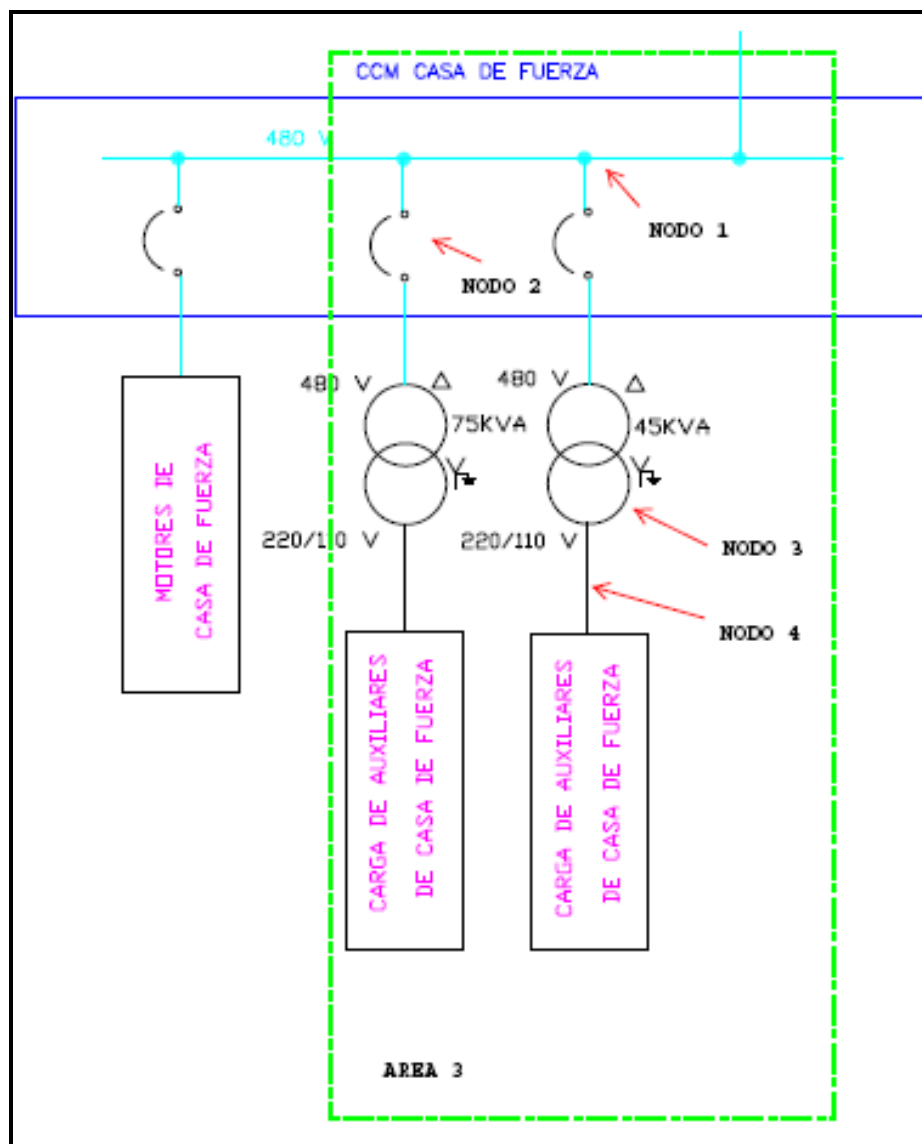 CCM CASA DE FUERZA
480 V
NODO 1
NODO 2
480 V
75KVA
480 V
45KVA
220/110 V
220/110 V
NODO 3
NODO 4
MOTORES DE
CASA DE FUERZA
CARGA DE AUXILIARES
DE CASA DE FUERZA
CARGA DE AUXILIARES
DE CASA DE FUERZA
AREA 3